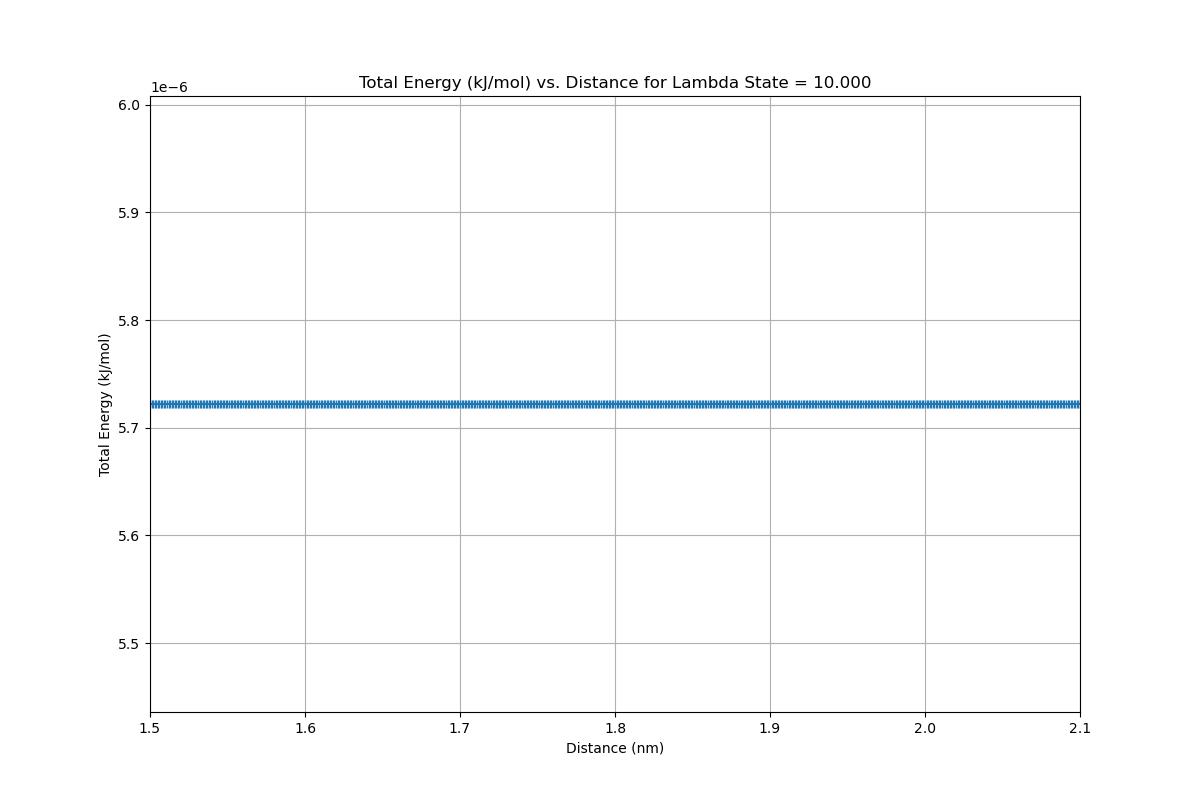 Total Energy (kJ/mol) vs. Distance for Lambda State = 10.000
1e−6
6.0
5.9
5.8
5.7
5.6
5.5
Total Energy (kJ/mol)
1.5 1.6 1.7 1.8 1.9 2.0 2.1
Distance (nm)